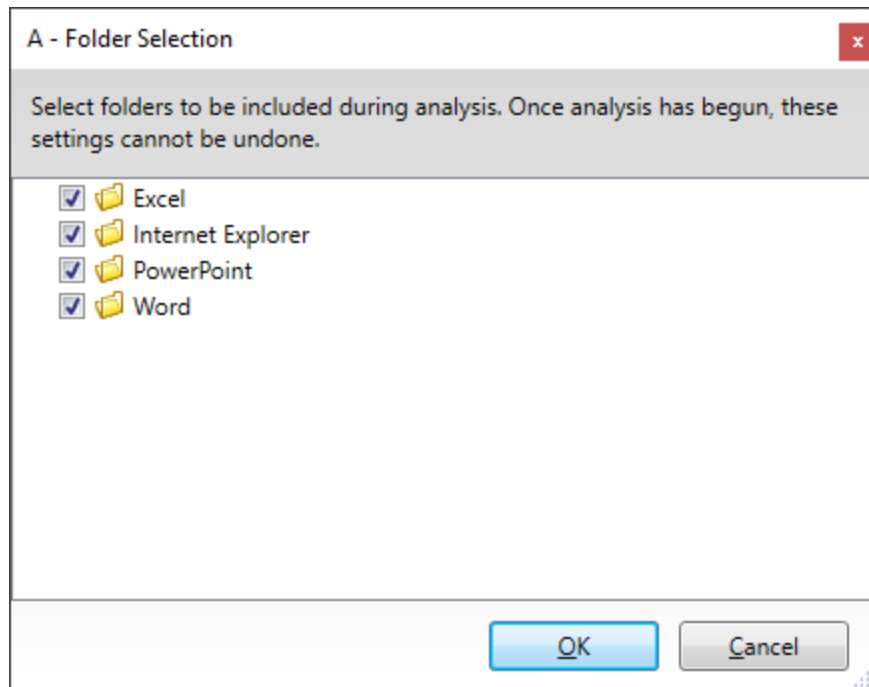 A - Folder Selection
x
Select folders to be included during analysis. Once analysis has begun, these
settings cannot be undone.
Excel
Internet Explorer
PowerPoint
Word
OK
Cancel